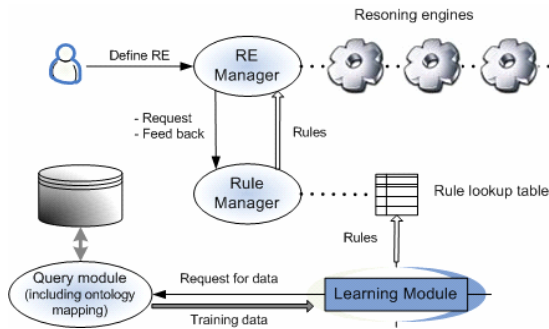 Resoning engines
Define RE
RE
Manager
- Request
- Feed back
Rules
Rule
Manager
Rule lookup table
Rules
Query module
(including ontology
mapping)
Request for data
Learning Module
Training data